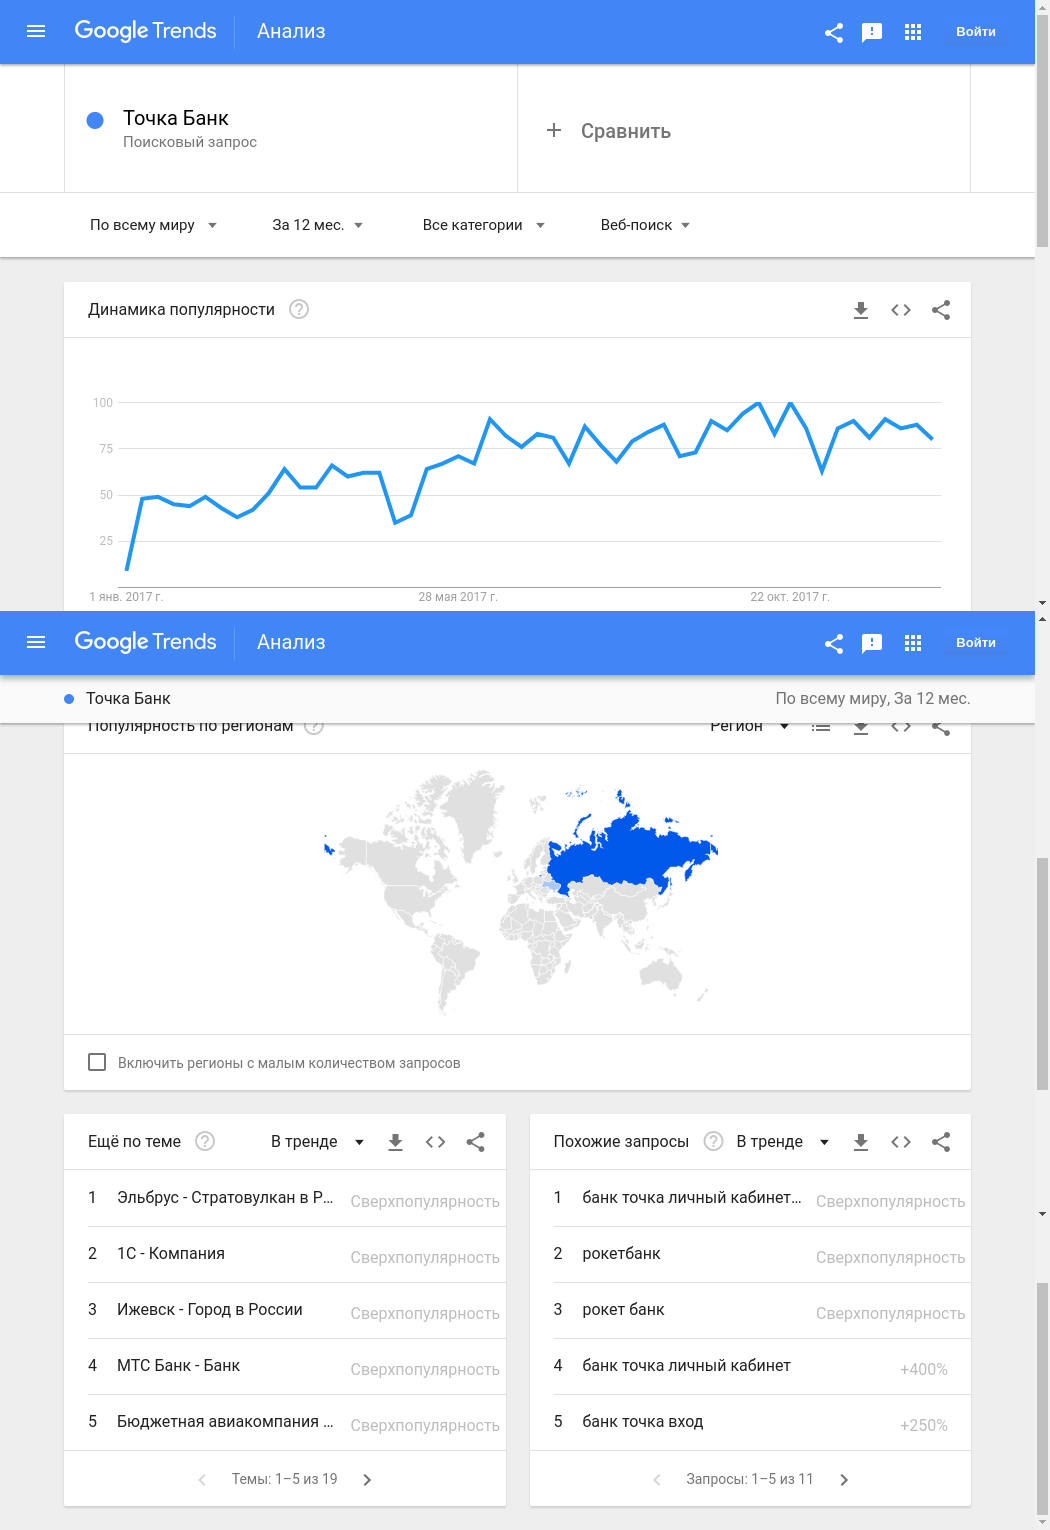 Google Trends Анализ Войти
Точка Банк
Поисковый запрос
+ Сравнить
По всему миру За 12 мес. Все категории Веб-поиск
Динамика популярности ?
100
75
50
25
1 янв. 2017 г. 28 мая 2017 г. 22 окт. 2017 г.
Google Trends Анализ Войти
Точка Банк По всему миру, За 12 мес.
Популярность по регионам ? Регион
Включить регионы с малым количеством запросов
Ещё по теме ? В тренде
1 Эльбрус - Стратовулкан в Р... Сверхпопулярность
2 1С - Компания Сверхпопулярность
3 Ижевск - Город в России Сверхпопулярность
4 МТС Банк - Банк Сверхпопулярность
5 Бюджетная авиакомпания ... Сверхпопулярность
Темы: 1–5 из 19
Похожие запросы ? В тренде
1 банк точка личный кабинет... Сверхпопулярность
2 рокетбанк Сверхпопулярность
3 рокет банк Сверхпопулярность
4 банк точка личный кабинет +400%
5 банк точка вход +250%
Запросы: 1–5 из 11